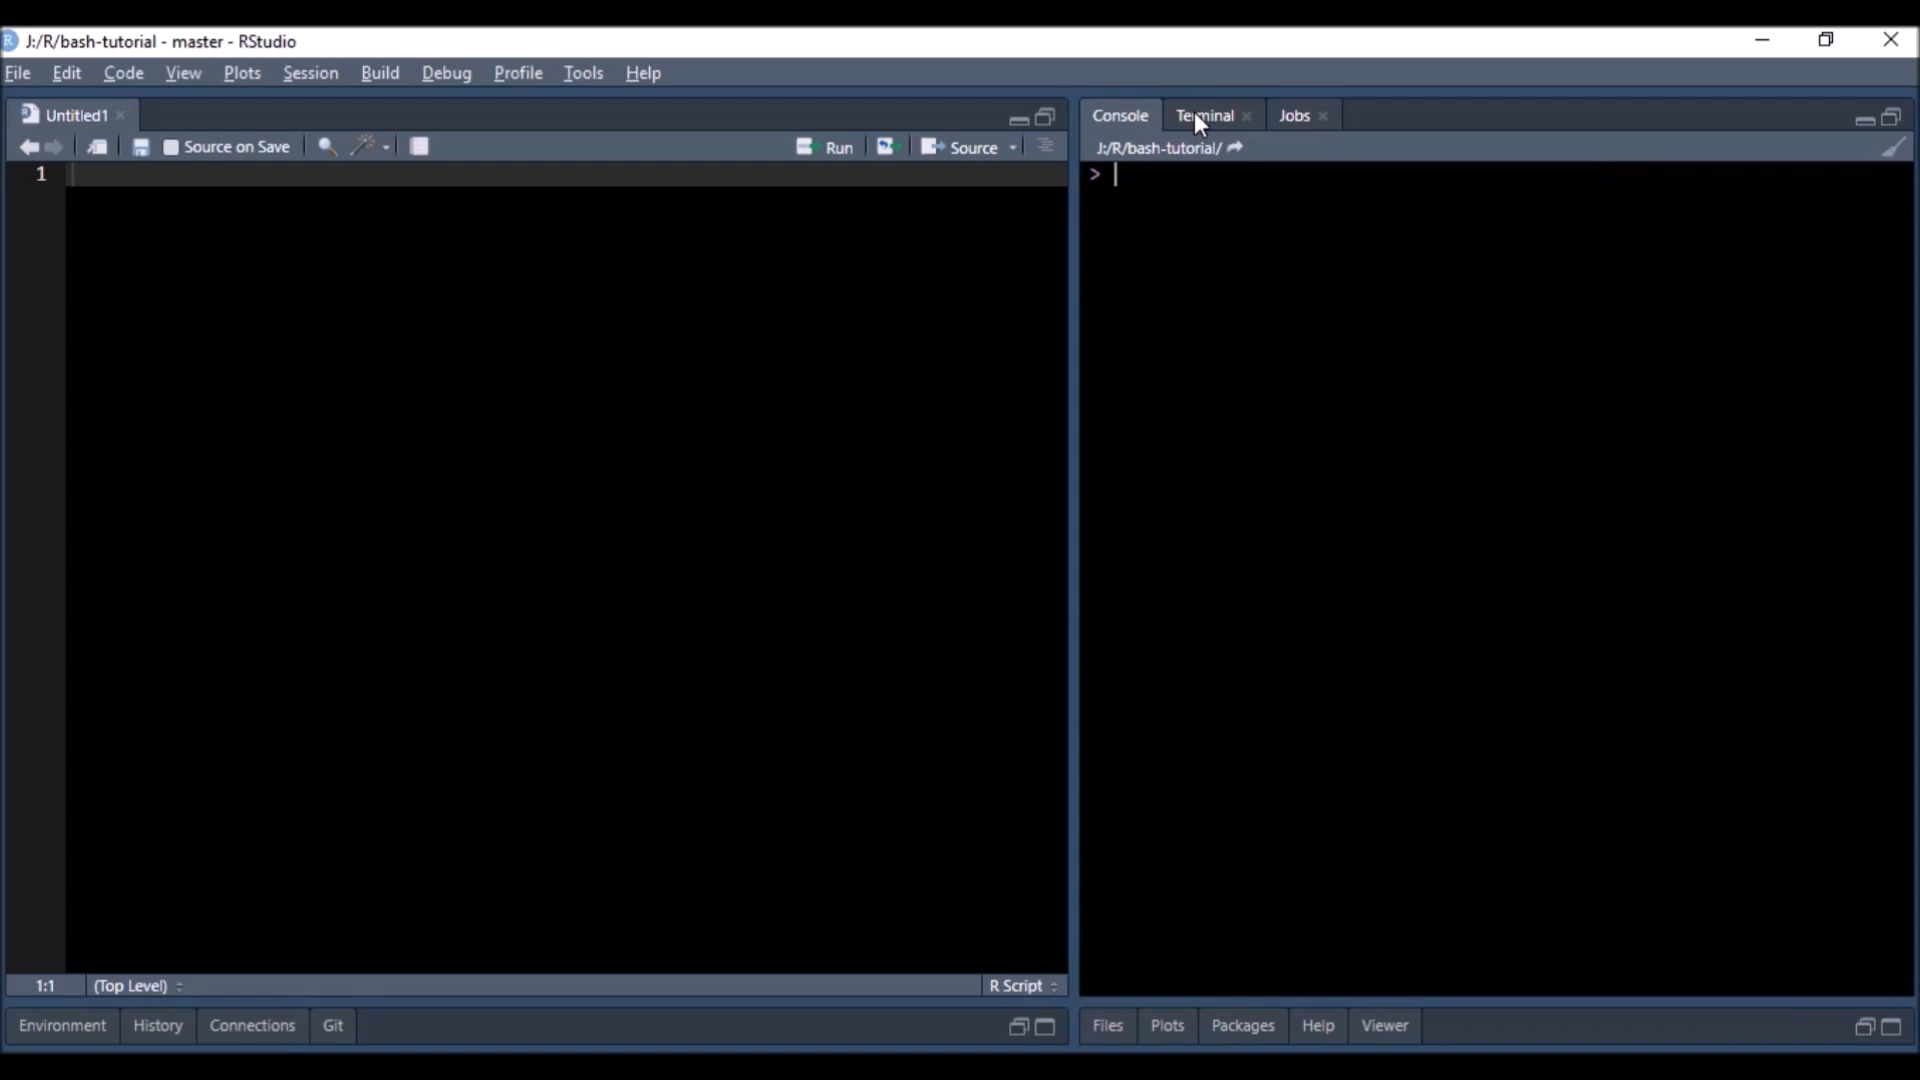 J:/R/bash-tutorial - master - RStudio
File Edit Code View Plots Session Build Debug Profile Tools Help
Untitled1
Source on Save Run Source
1
1:1 (Top Level) R Script
Environment History Connections Git
Console Terminal Jobs
J:/R/bash-tutorial/
>
Files Plots Packages Help Viewer